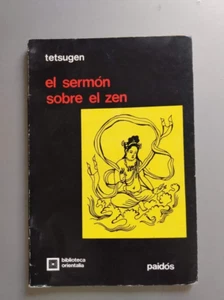 tetsugen
el sermón
sobre el zen
biblioteca
orientalia
paidós